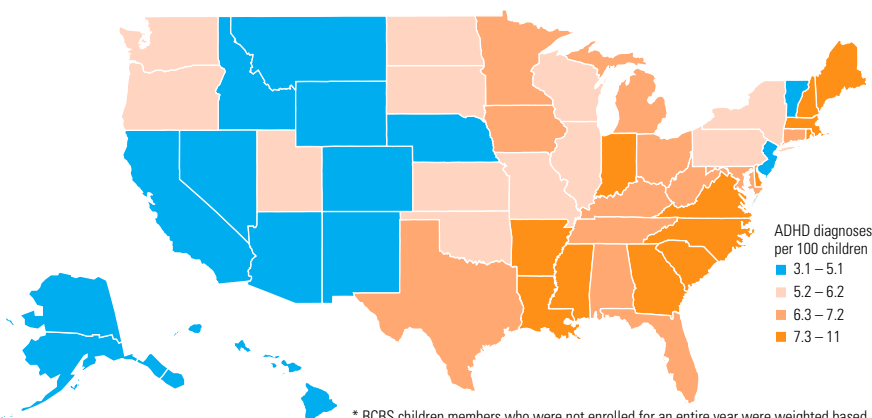 ADHD diagnoses
per 100 children
3.1 – 5.1
5.2 – 6.2
6.3 – 7.2
7.3 – 11
* BCBS children members who were not enrolled for an entire year were weighted based